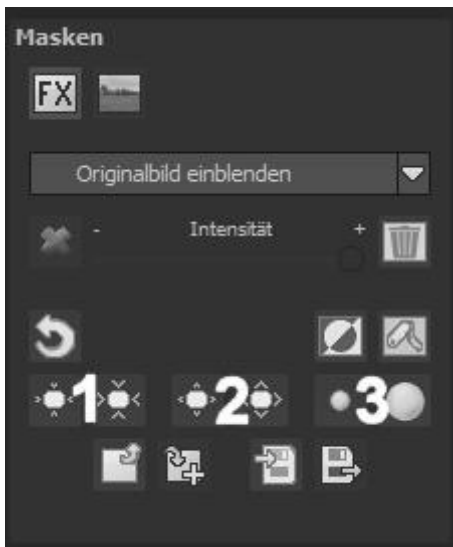 Masken
FX
Originalbild einblenden
- Intensität +
1 2 3